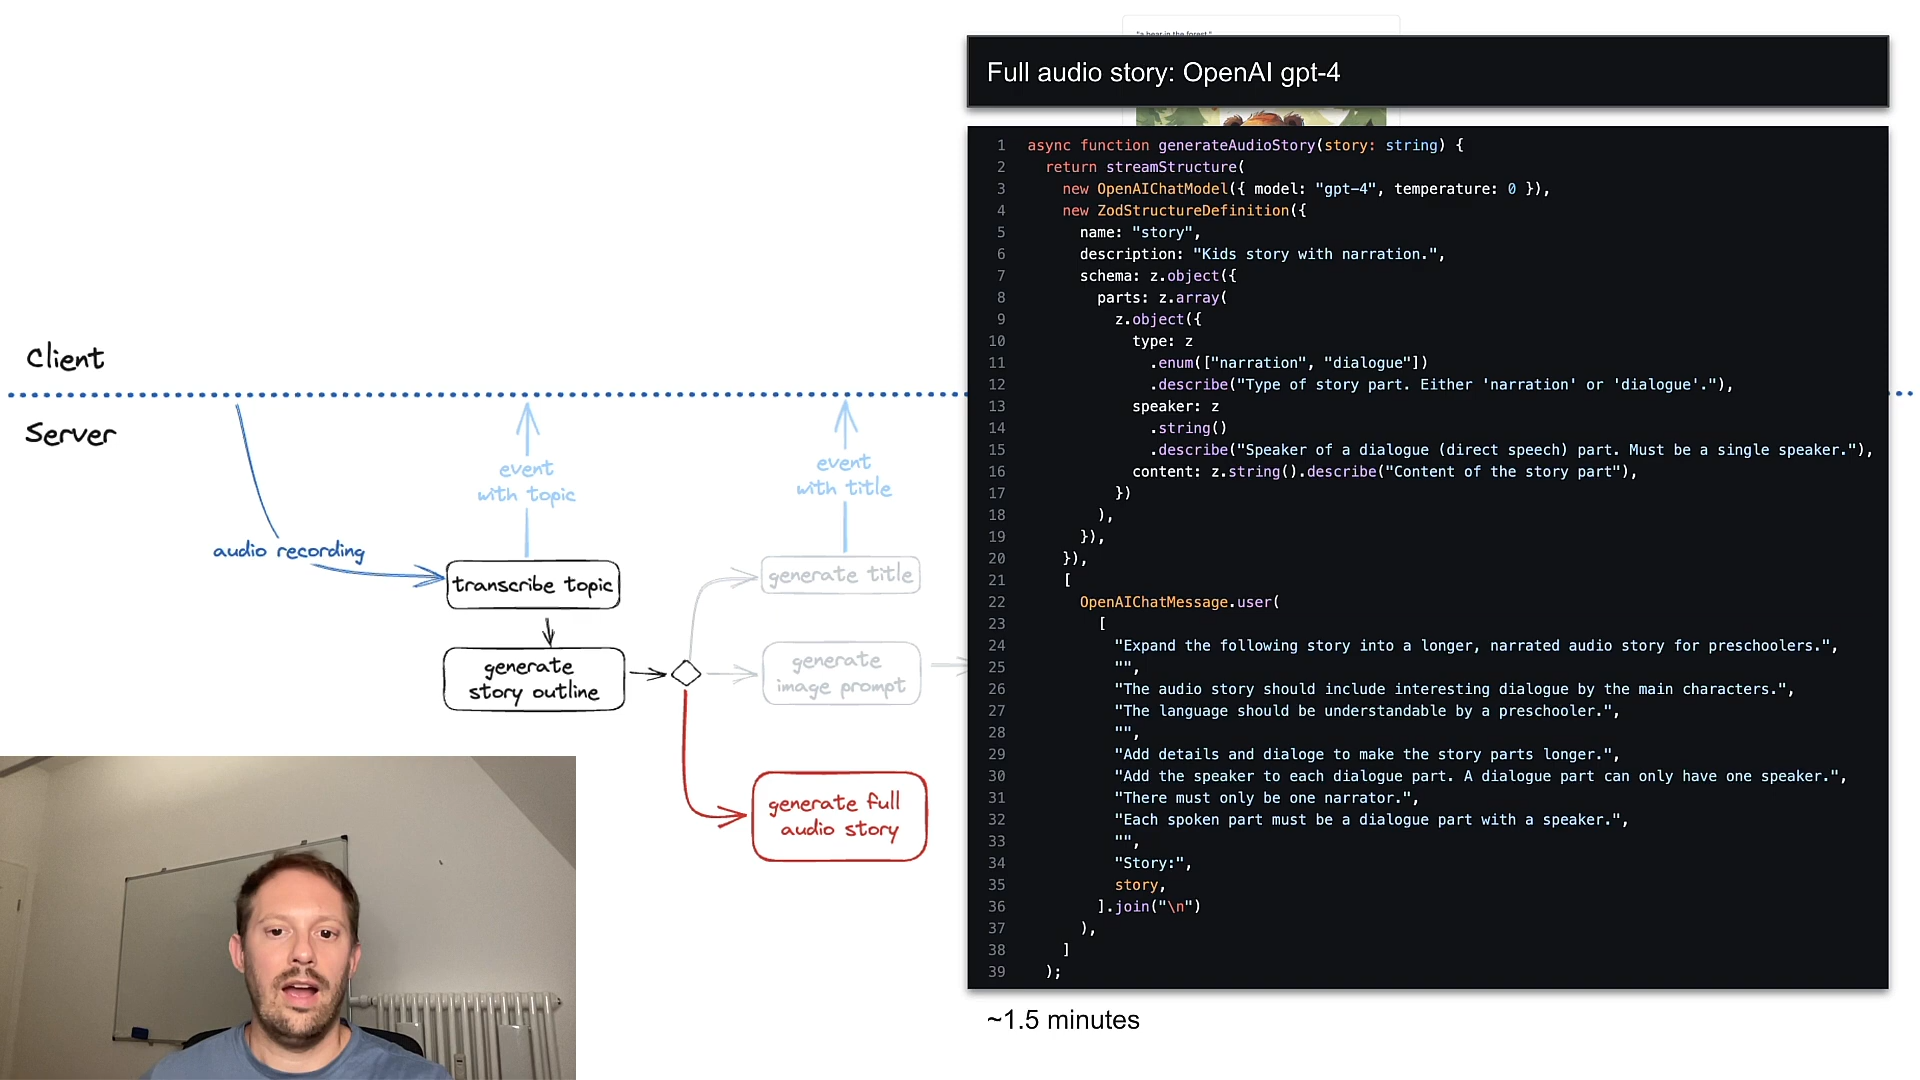 "a bear in the forest."
Full audio story: OpenAI gpt-4
Client
Server
audio recording
event
with topic
event
with title
transcribe topic
generate title
generate
story outline
generate
image prompt
generate full
audio story
1 async function generateAudioStory(story: string) {
2 return streamStructure(
3 new OpenAIChatModel({ model: "gpt-4", temperature: 0 }),
4 new ZodStructureDefinition({
5 name: "story",
6 description: "Kids story with narration.",
7 schema: z.object({
8 parts: z.array(
9 z.object({
10 type: z
11 .enum(["narration", "dialogue"])
12 .describe("Type of story part. Either 'narration' or 'dialogue'."),
13 speaker: z
14 .string()
15 .describe("Speaker of a dialogue (direct speech) part. Must be a single speaker."),
16 content: z.string().describe("Content of the story part"),
17 })
18 ),
19 }),
20 }),
21 [
22 OpenAIChatMessage.user(
23 [
24 "Expand the following story into a longer, narrated audio story for preschoolers.",
25 "",
26 "The audio story should include interesting dialogue by the main characters.",
27 "The language should be understandable by a preschooler.",
28 "",
29 "Add details and dialoge to make the story parts longer.",
30 "Add the speaker to each dialogue part. A dialogue part can only have one speaker.",
31 "There must only be one narrator.",
32 "Each spoken part must be a dialogue part with a speaker.",
33 "",
34 "Story:",
35 story,
36 ].join("\n")
37 ),
38 ]
39 );
~1.5 minutes